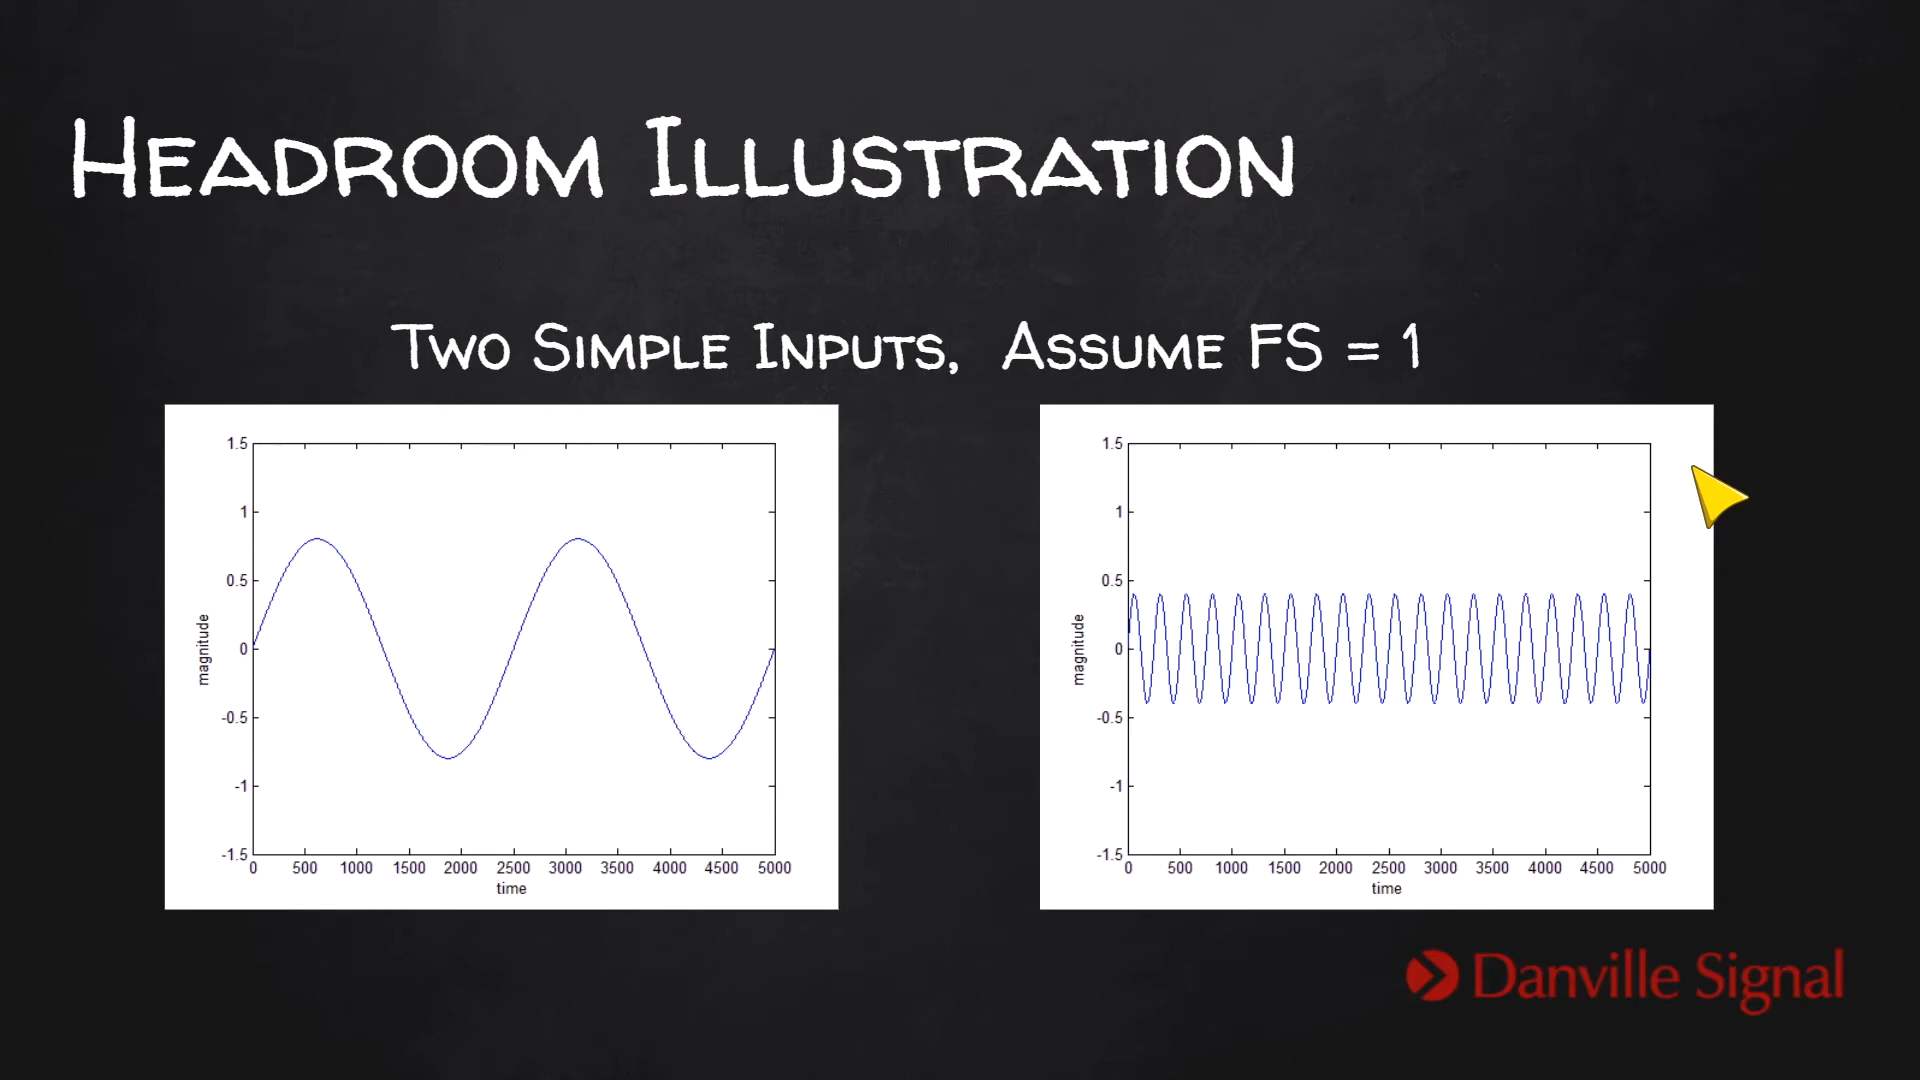 Headroom Illustration
Two Simple Inputs, Assume FS = 1
1.5
1
0.5
0
-0.5
-1
-1.5
magnitude
0 500 1000 1500 2000 2500 3000 3500 4000 4500 5000
time
1.5
1
0.5
0
-0.5
-1
-1.5
magnitude
0 500 1000 1500 2000 2500 3000 3500 4000 4500 5000
time
Danville Signal